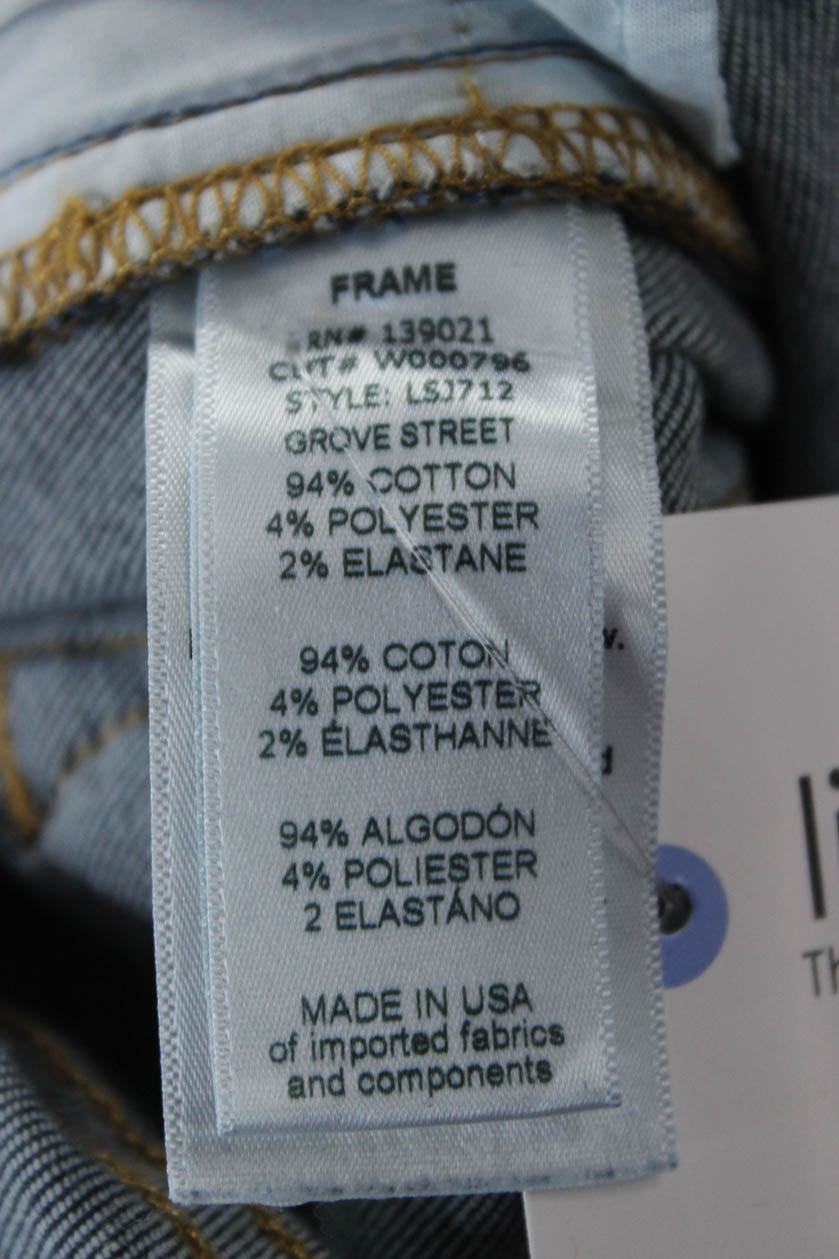 FRAME
RN# 139021
CUT# W000796
STYLE: LSJ712
GROVE STREET
94% COTTON
4% POLYESTER
2% ELASTANE
94% COTON
4% POLYESTER
2% ÉLASTHANNE
94% ALGODÓN
4% POLIESTER
2 ELASTÁNO
MADE IN USA
of imported fabrics
and components